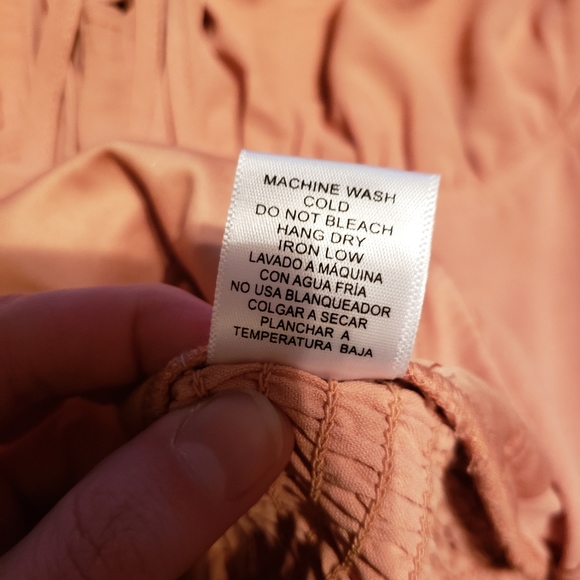 MACHINE WASH
COLD
DO NOT BLEACH
HANG DRY
IRON LOW
LAVADO A MÁQUINA
CON AGUA FRÍA
NO USA BLANQUEADOR
COLGAR A SECAR
PLANCHAR A
TEMPERATURA BAJA